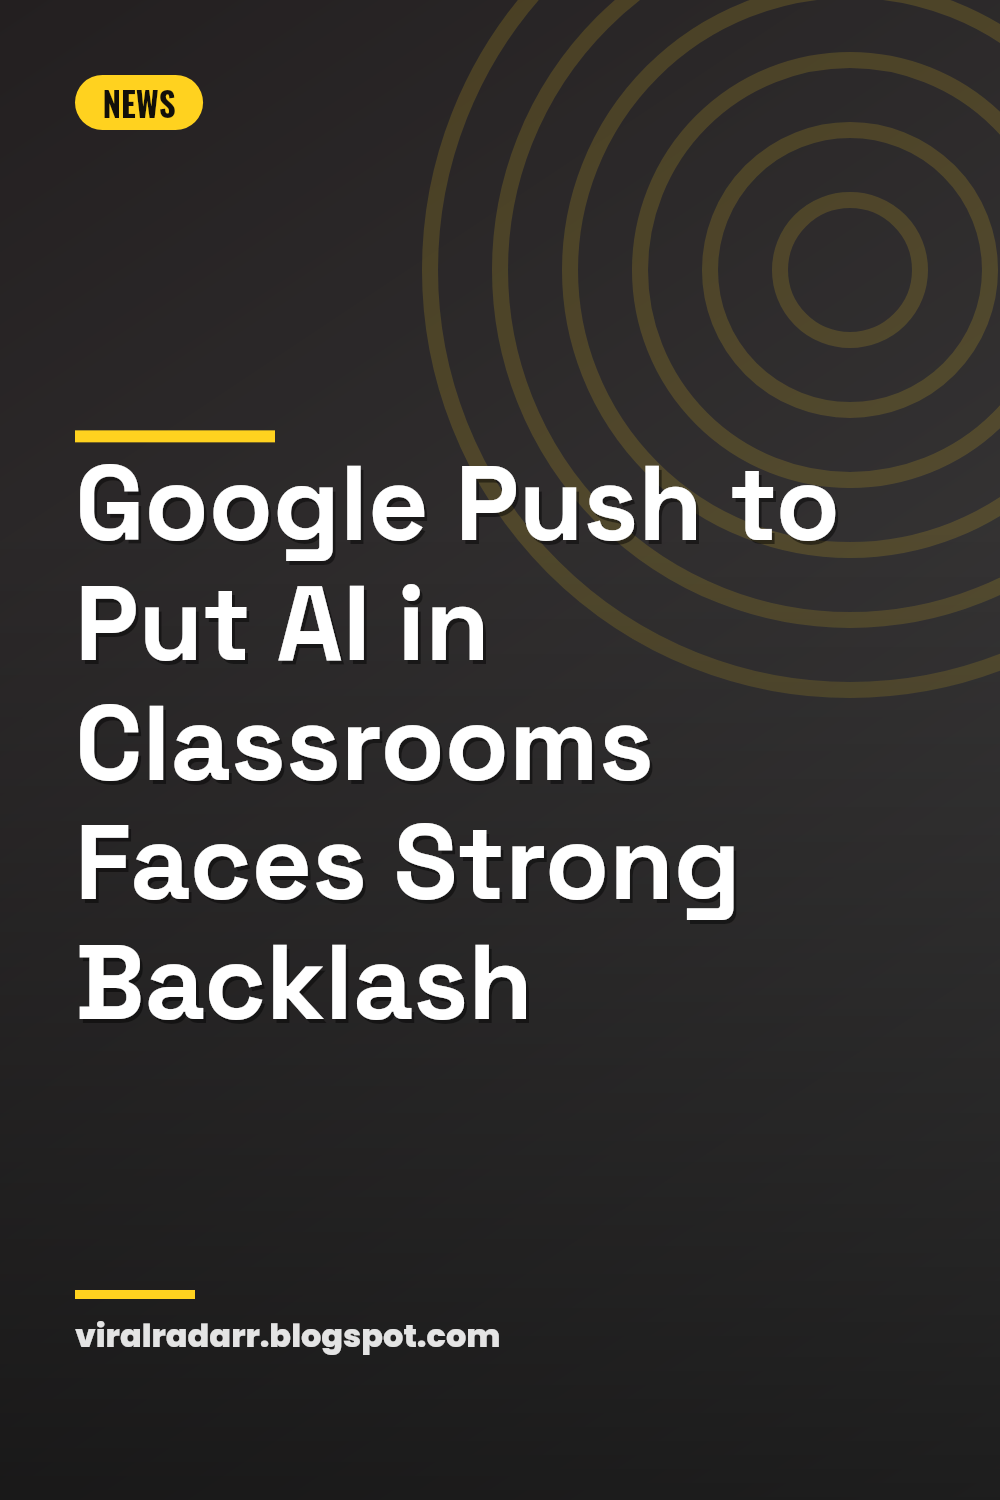 NEWS
Google Push to
Put AI in
Classrooms
Faces Strong
Backlash
viralradarr.blogspot.com